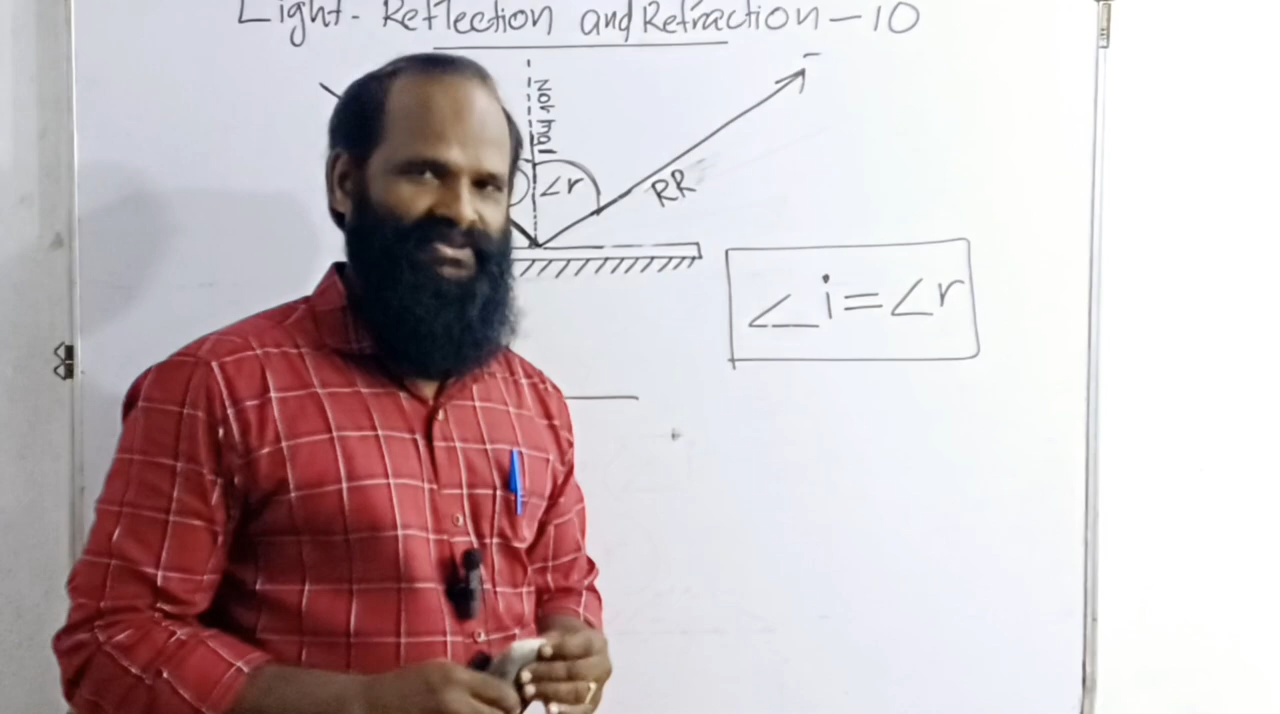 Light - Reflection and Refraction - 10
Normal
∠r
RR
∠i = ∠r